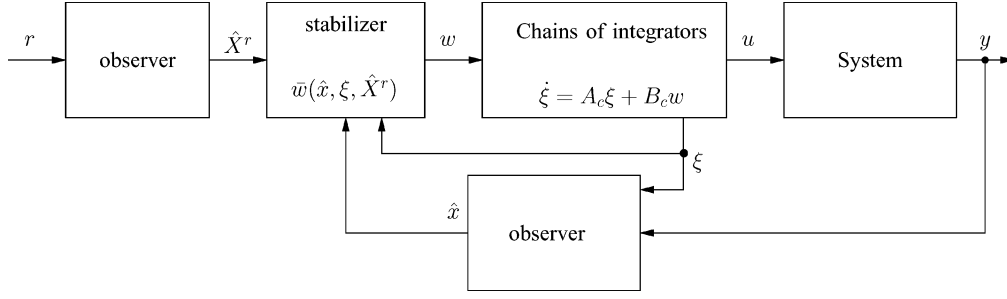 r
observer
X̂^r
stabilizer
w̄(x̂, ξ, X̂^r)
w
Chains of integrators
ξ̇ = A_c ξ + B_c w
u
System
y
ξ
x̂
observer